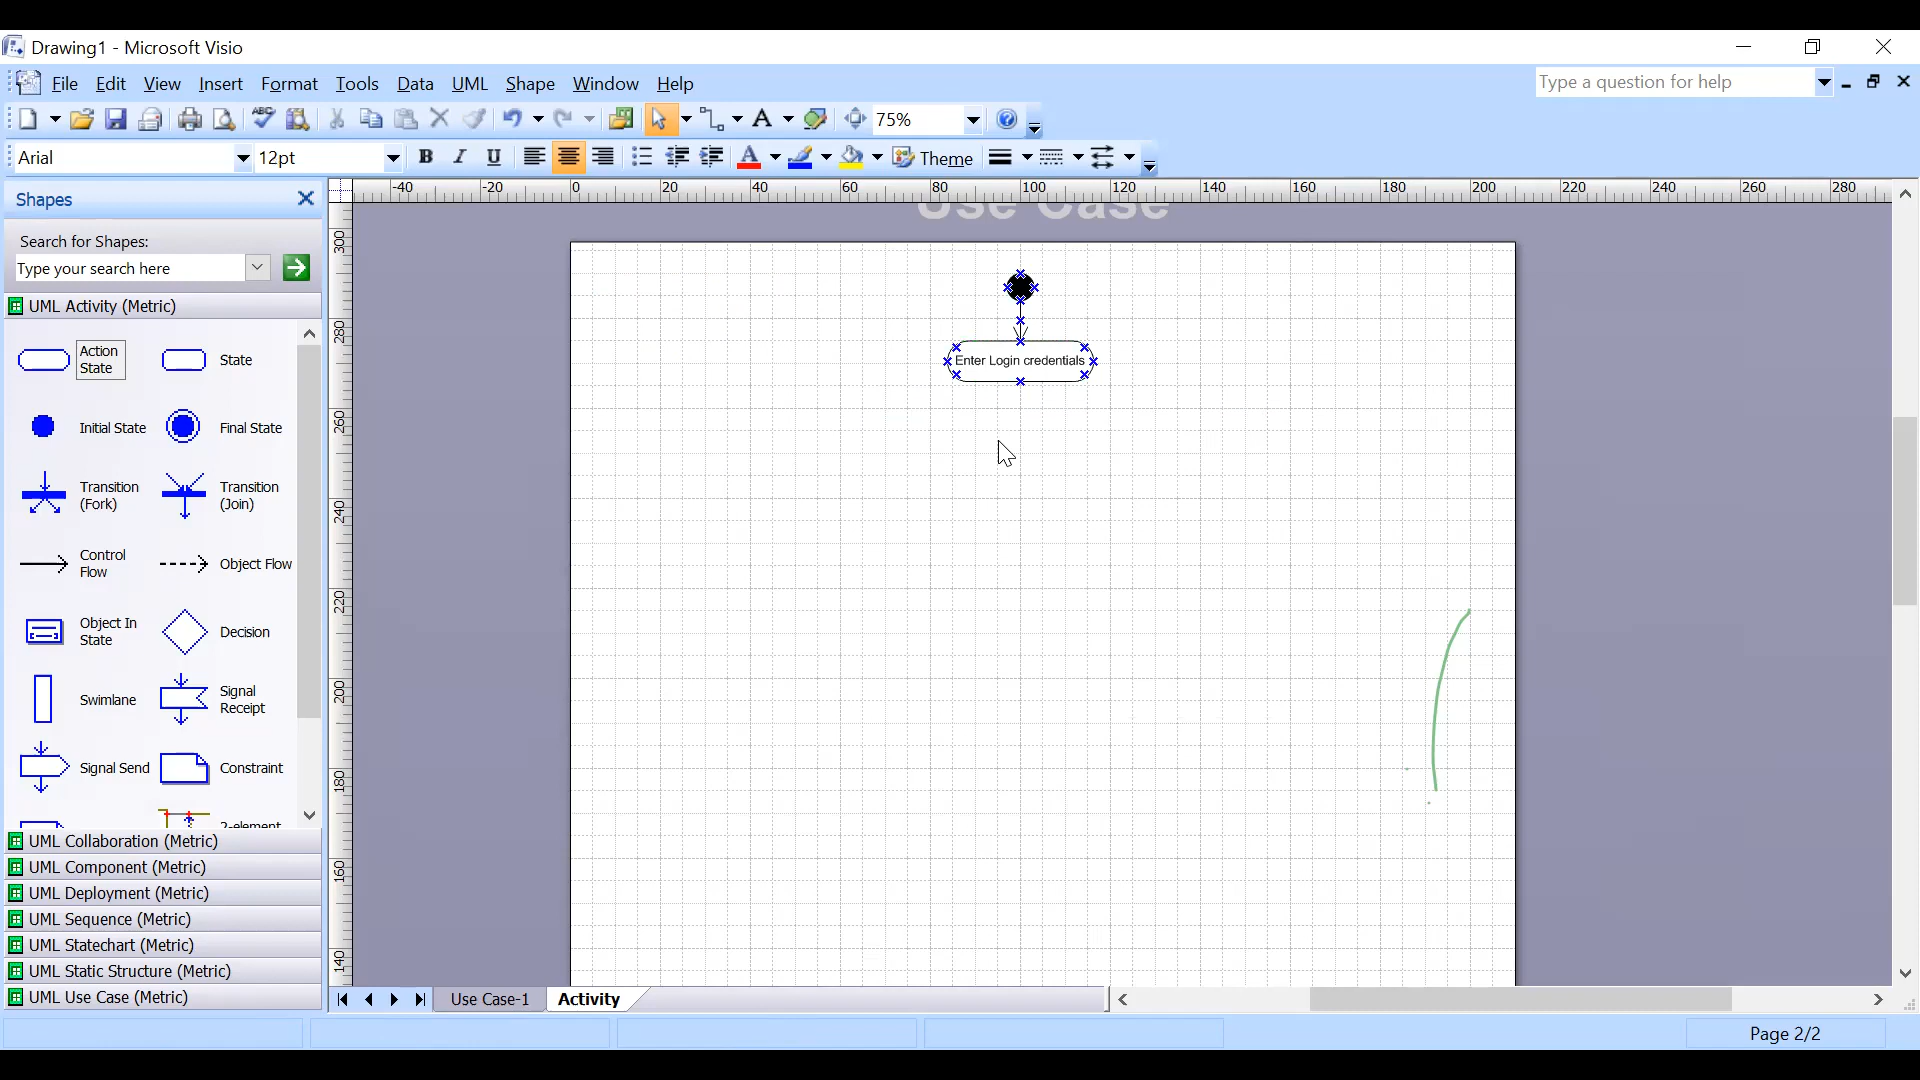 Drawing1 - Microsoft Visio
File Edit View Insert Format Tools Data UML Shape Window Help
Type a question for help
75%
Arial 12pt B I U A Theme
Shapes
Search for Shapes:
Type your search here
UML Activity (Metric)
Action State
State
Initial State
Final State
Transition (Fork)
Transition (Join)
Control Flow
Object Flow
Object In State
Decision
Swimlane
Signal Receipt
Signal Send
Constraint
2-element
UML Collaboration (Metric)
UML Component (Metric)
UML Deployment (Metric)
UML Sequence (Metric)
UML Statechart (Metric)
UML Static Structure (Metric)
UML Use Case (Metric)
-40 -20 0 20 40 60 80 100 120 140 160 180 200 220 240 260 280
300
280
260
240
220
200
180
160
140
Use Case
Enter Login credentials
Use Case-1 Activity
Page 2/2